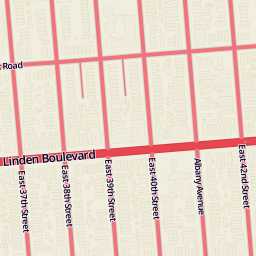 Road
Linden Boulevard
East 37th Street
East 38th Street
East 39th Street
East 40th Street
Albany Avenue
East 42nd Street